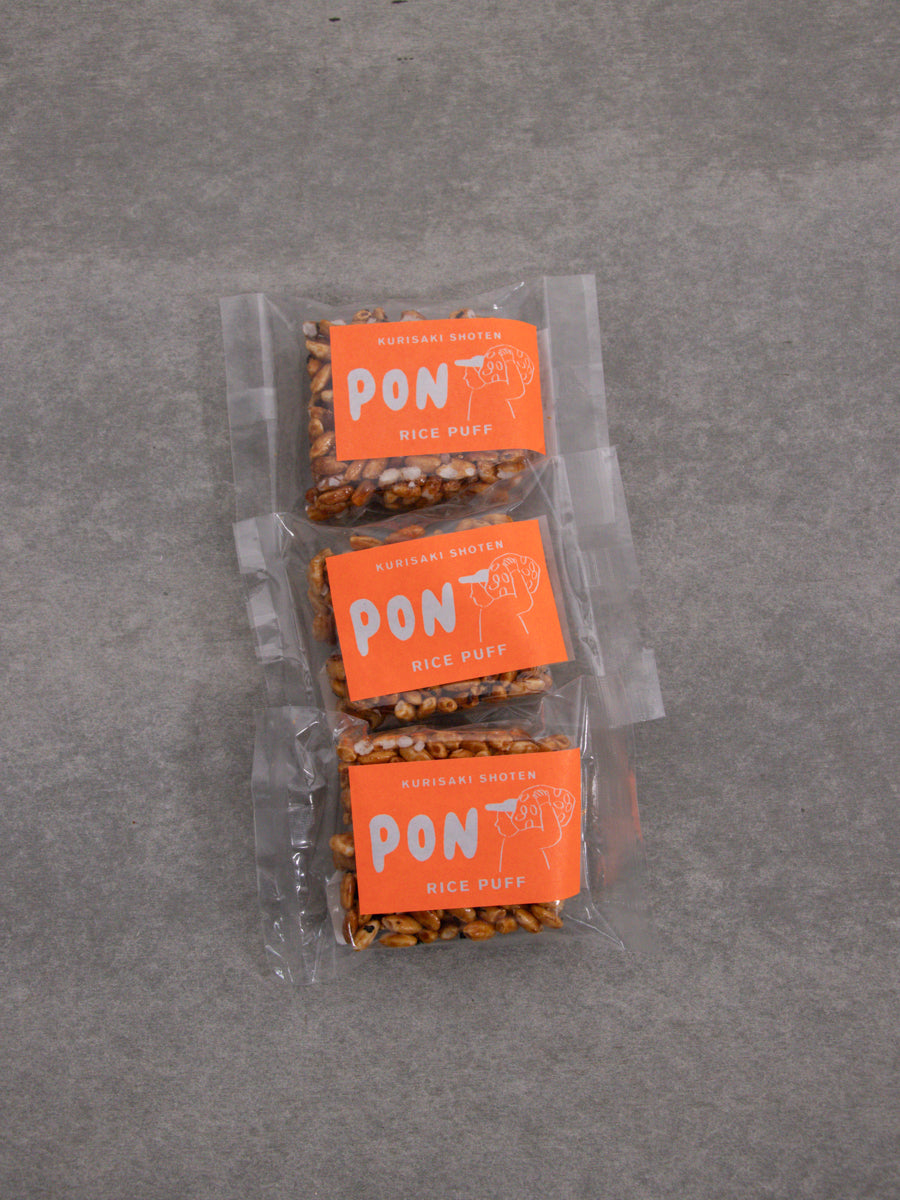 KURISAKI SHOTEN
PON
RICE PUFF
KURISAKI SHOTEN
PON
RICE PUFF
KURISAKI SHOTEN
PON
RICE PUFF